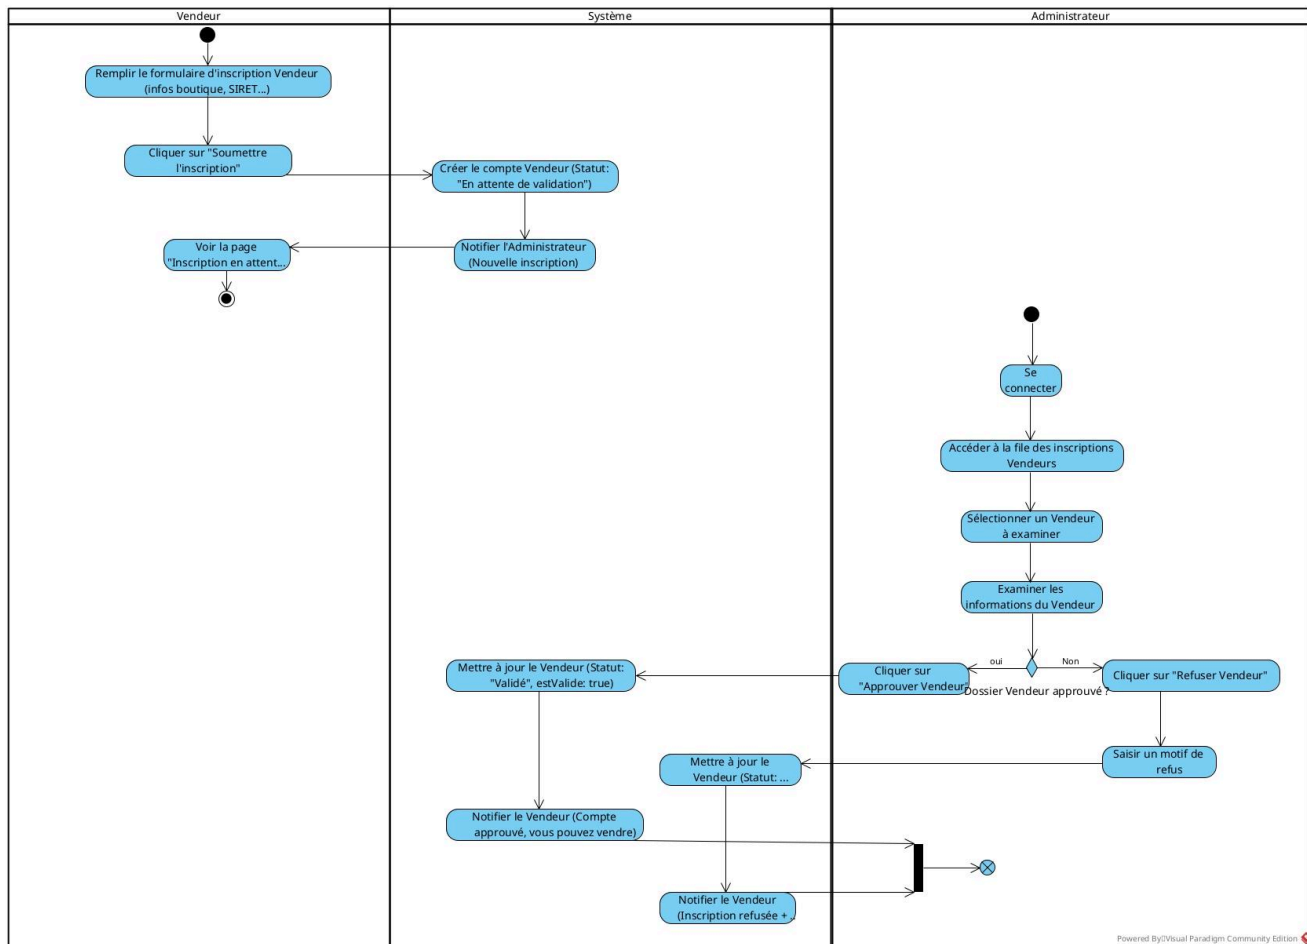 Vendeur
Système
Administrateur
Remplir le formulaire d'inscription Vendeur
(infos boutique, SIRET...)
Cliquer sur "Soumettre
l'inscription"
Créer le compte Vendeur (Statut:
"En attente de validation")
Voir la page
"Inscription en attent...
Notifier l'Administrateur
(Nouvelle inscription)
Se
connecter
Accéder à la file des inscriptions
Vendeurs
Sélectionner un Vendeur
à examiner
Examiner les
informations du Vendeur
oui
Non
Dossier Vendeur approuvé ?
Mettre à jour le Vendeur (Statut:
"Validé", estValide: true)
Cliquer sur
"Approuver Vendeur"
Cliquer sur "Refuser Vendeur"
Mettre à jour le
Vendeur (Statut: ...
Saisir un motif de
refus
Notifier le Vendeur (Compte
approuvé, vous pouvez vendre)
Notifier le Vendeur
(Inscription refusée + ..
Powered By Visual Paradigm Community Edition